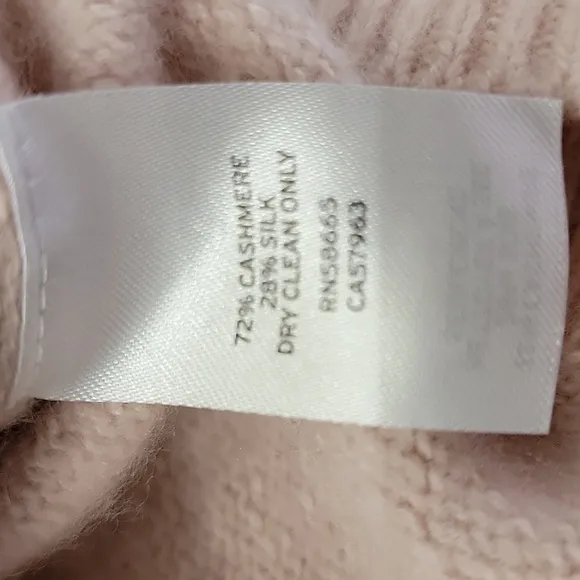 72% CASHMERE
28% SILK
DRY CLEAN ONLY
RN58665
CA57963